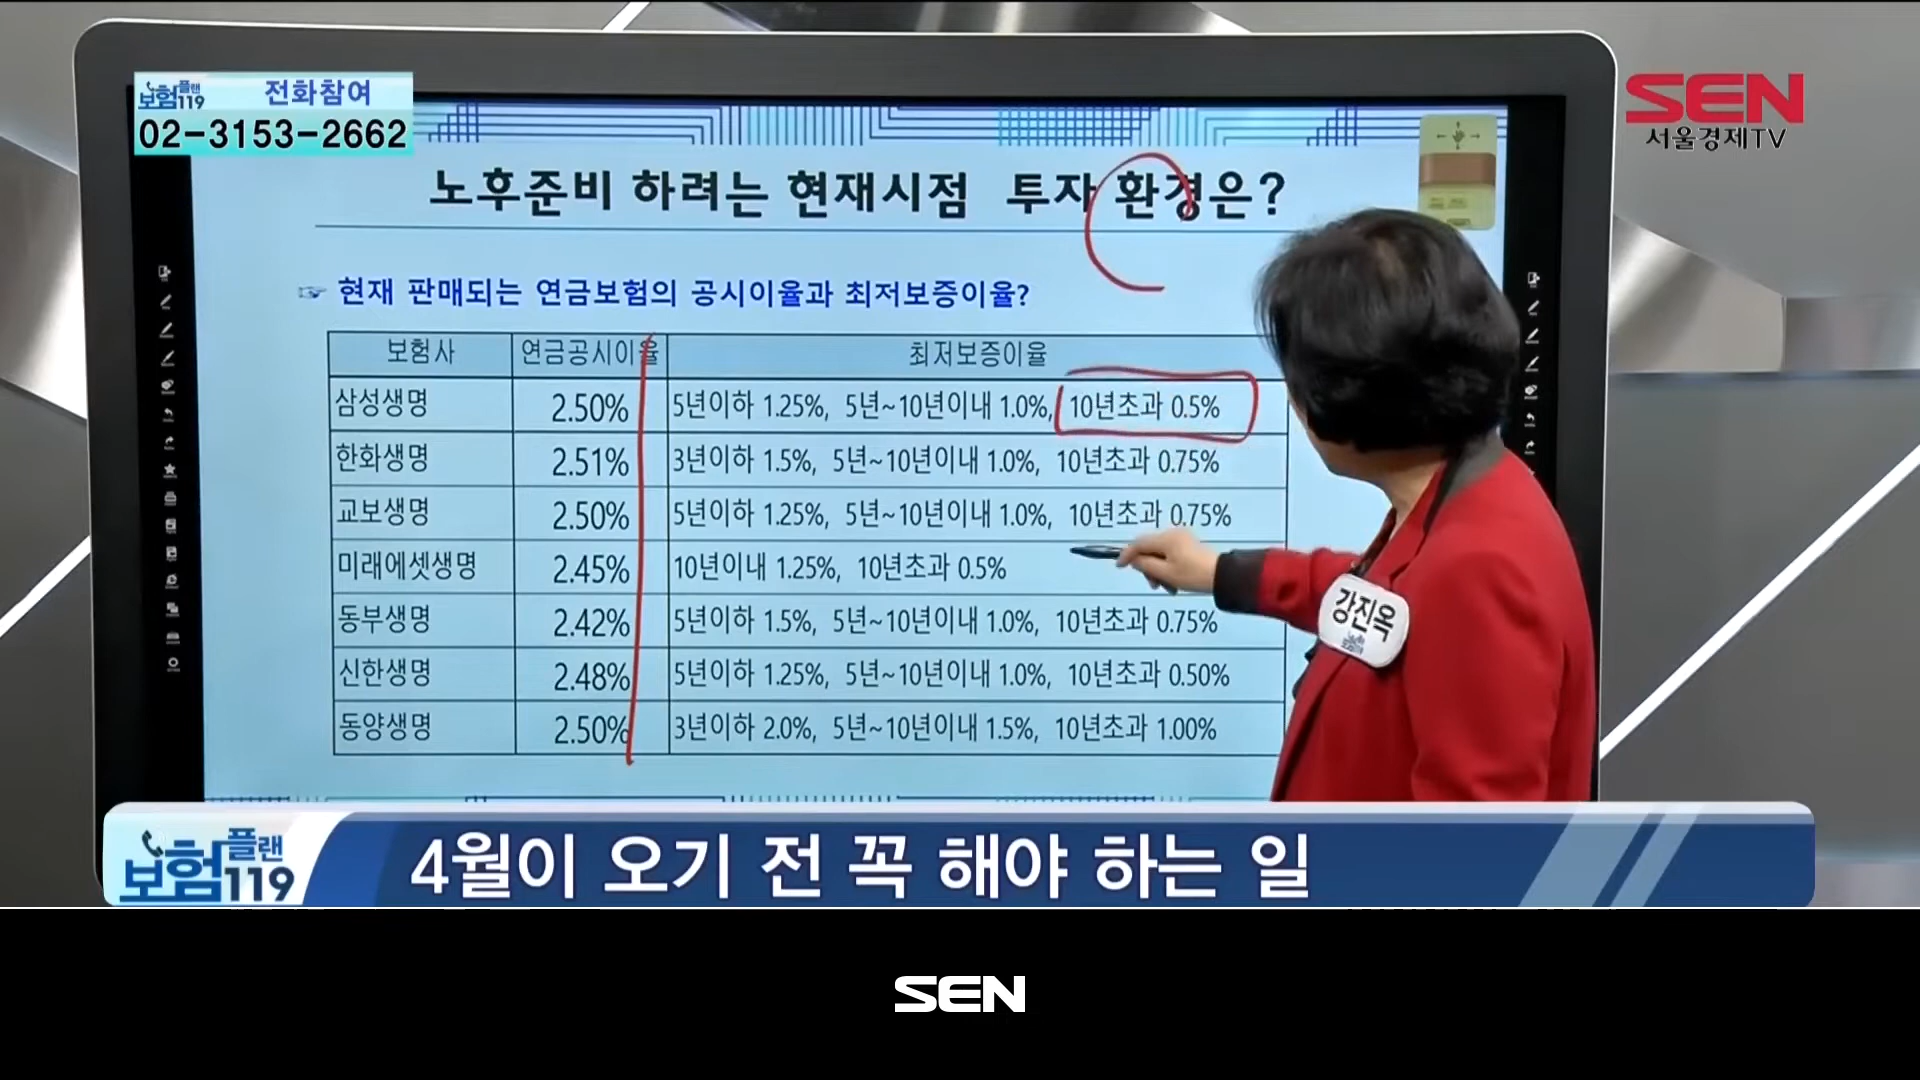 보험플랜119 전화참여
02-3153-2662
SEN
서울경제TV
노후준비 하려는 현재시점 투자 환경은?
☞ 현재 판매되는 연금보험의 공시이율과 최저보증이율?
보험사 연금공시이율 최저보증이율
삼성생명 2.50% 5년이하 1.25%, 5년~10년이내 1.0%, 10년초과 0.5%
한화생명 2.51% 3년이하 1.5%, 5년~10년이내 1.0%, 10년초과 0.75%
교보생명 2.50% 5년이하 1.25%, 5년~10년이내 1.0%, 10년초과 0.75%
미래에셋생명 2.45% 10년이내 1.25%, 10년초과 0.5%
동부생명 2.42% 5년이하 1.5%, 5년~10년이내 1.0%, 10년초과 0.75%
신한생명 2.48% 5년이하 1.25%, 5년~10년이내 1.0%, 10년초과 0.50%
동양생명 2.50% 3년이하 2.0%, 5년~10년이내 1.5%, 10년초과 1.00%
강진옥
보험플랜119
4월이 오기 전 꼭 해야 하는 일
SEN